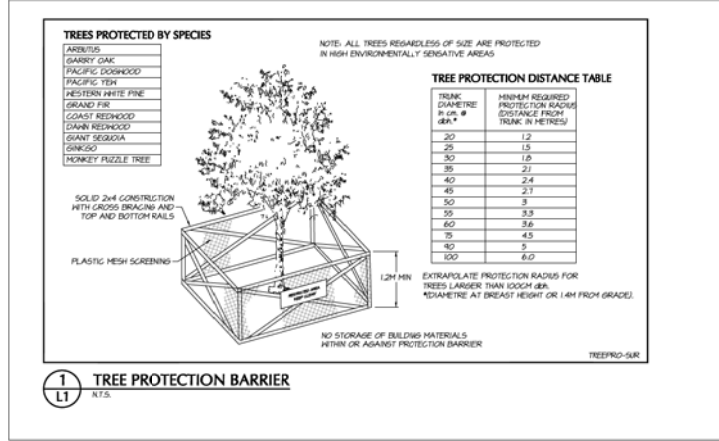 TREES PROTECTED BY SPECIES
ARBUTUS
GARRY OAK
PACIFIC DOGWOOD
PACIFIC YEW
WESTERN WHITE PINE
GRAND FIR
COAST REDWOOD
DAWN REDWOOD
GIANT SEQUOIA
GINKGO
MONKEY PUZZLE TREE
NOTE: ALL TREES REGARDLESS OF SIZE ARE PROTECTED
IN HIGH ENVIRONMENTALLY SENSATIVE AREAS
TREE PROTECTION DISTANCE TABLE
TRUNK DIAMETRE in cm. @ dbh.* MINIMUM REQUIRED PROTECTION RADIUS (DISTANCE FROM TRUNK IN METRES)
20 1.2
25 1.5
30 1.8
35 2.1
40 2.4
45 2.7
50 3
55 3.3
60 3.6
75 4.5
90 5
100 6.0
EXTRAPOLATE PROTECTION RADIUS FOR
TREES LARGER THAN 100CM dbh.
*(DIAMETRE AT BREAST HEIGHT OR 1.4M FROM GRADE).
SOLID 2x4 CONSTRUCTION
WITH CROSS BRACING AND
TOP AND BOTTOM RAILS
PLASTIC MESH SCREENING
1.2M MIN
NO STORAGE OF BUILDING MATERIALS
WITHIN OR AGAINST PROTECTION BARRIER
TREEPRO-SUR
1
L1
TREE PROTECTION BARRIER
N.T.S.